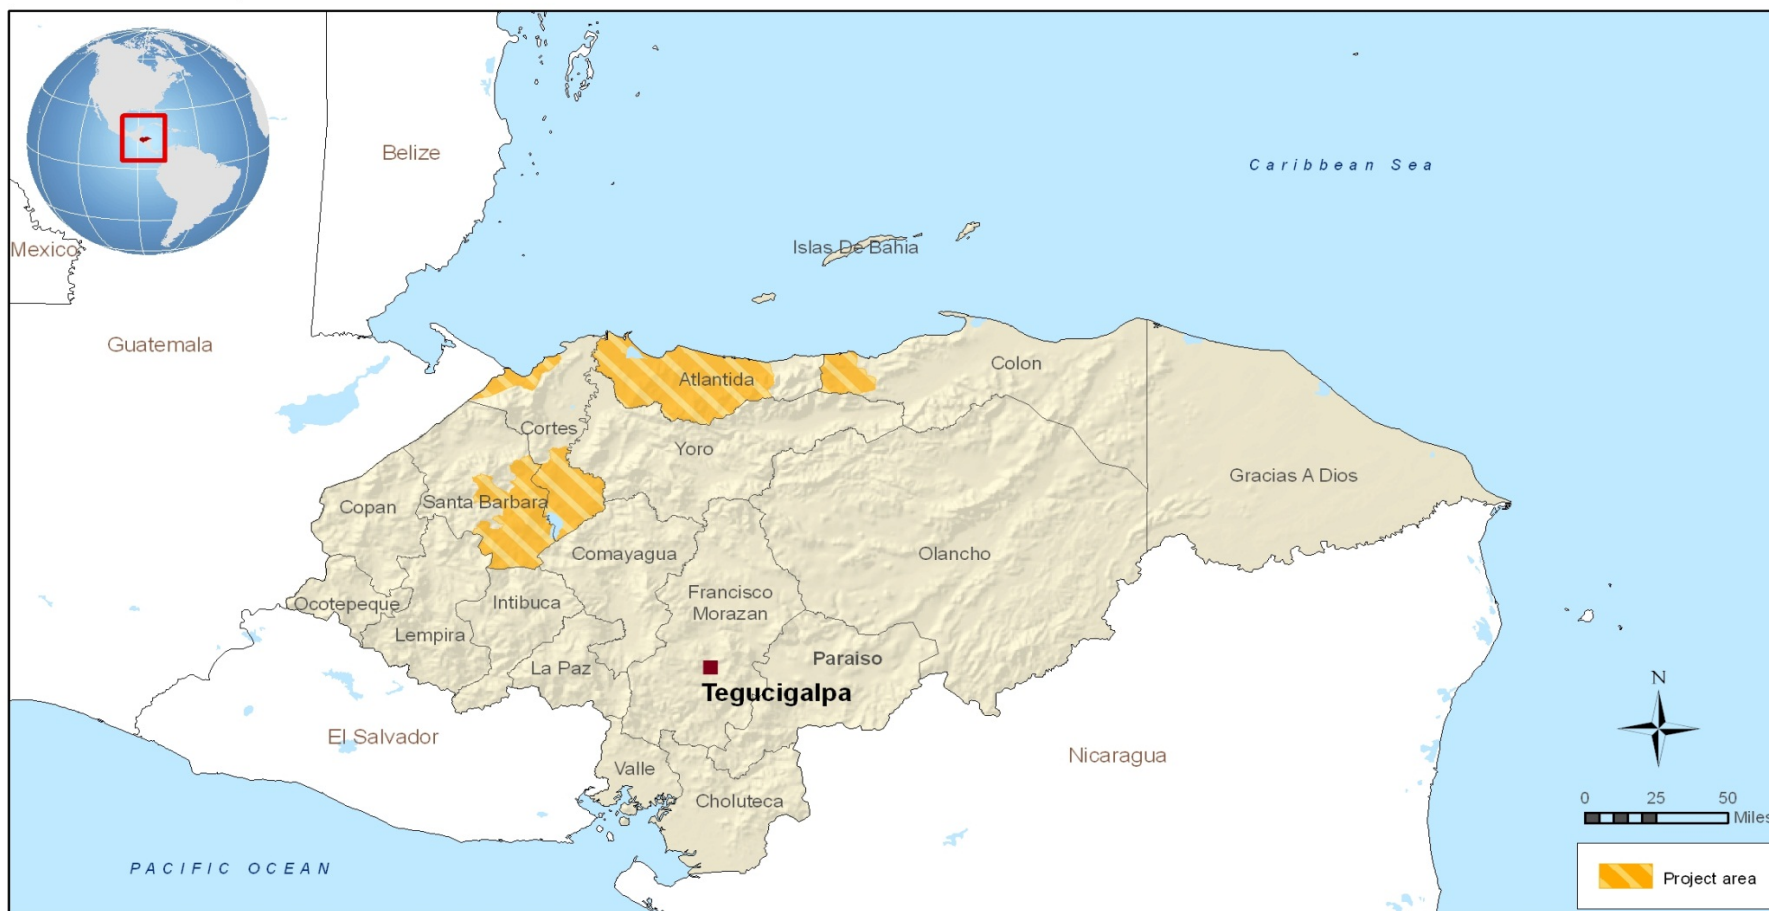 Belize
Caribbean Sea
Mexico
Islas De Bahia
Guatemala
Atlantida
Colon
Cortes
Yoro
Gracias A Dios
Santa Barbara
Copan
Comayagua
Olancho
Francisco
Morazan
Intibuca
Ocotepeque
Lempira
La Paz
Paraiso
Tegucigalpa
N
El Salvador
Nicaragua
Valle
Choluteca
0 25 50
Miles
PACIFIC OCEAN
Project area